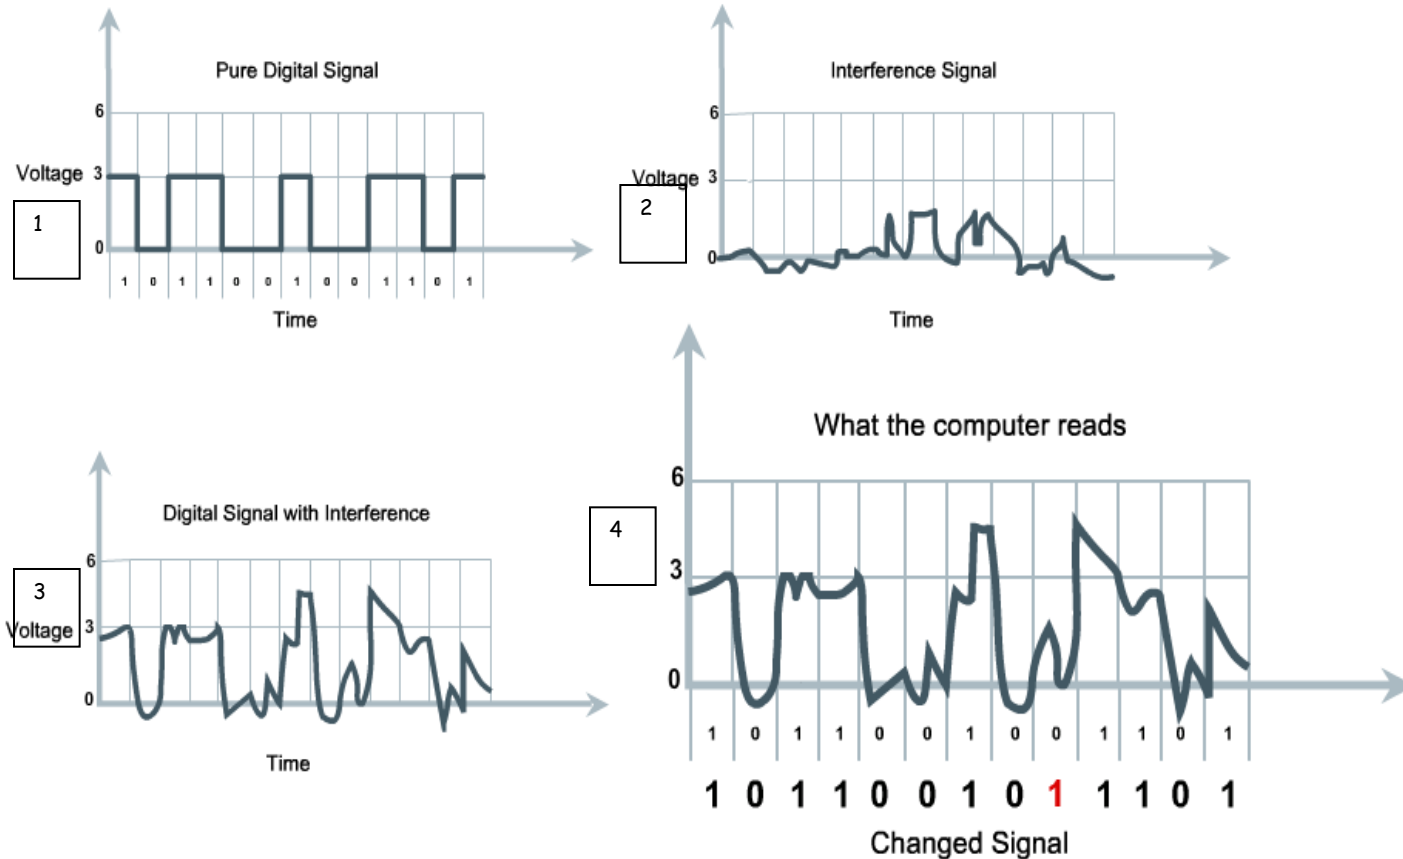 Pure Digital Signal
6
Voltage 3
1
0
1 0 1 1 0 0 1 0 0 1 1 0 1
Time
Interference Signal
6
Voltage 3
2
0
Time
Digital Signal with Interference
6
3
3
Voltage
0
Time
What the computer reads
6
4
3
0
1 0 1 1 0 0 1 0 0 1 1 0 1
1 0 1 1 0 0 1 0 1 1 1 0 1
Changed Signal